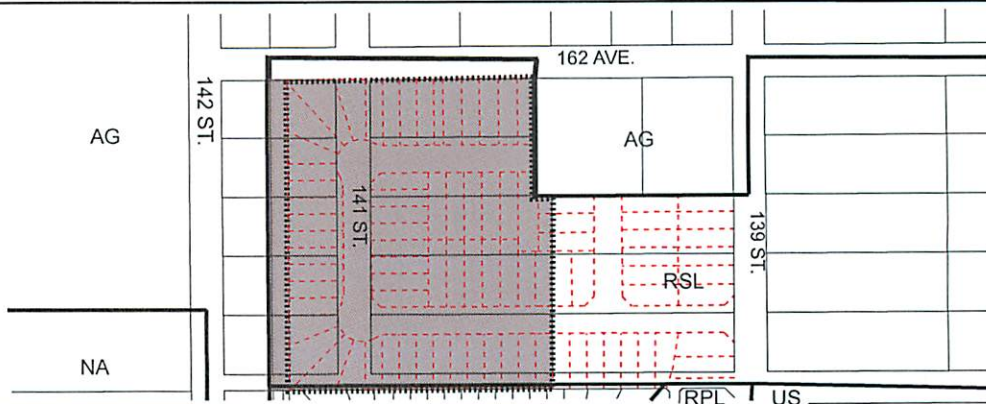 162 AVE.
142 ST.
AG
AG
141 ST.
139 ST.
RSL
NA
RPL
US